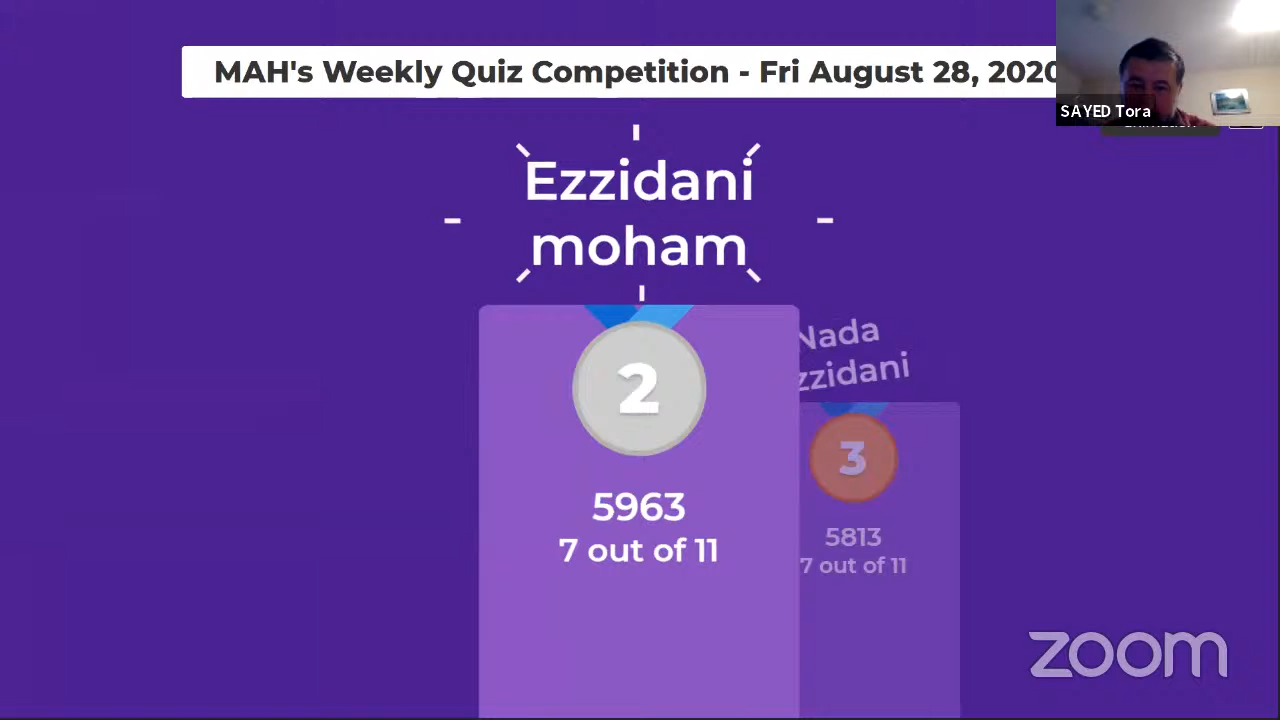 MAH's Weekly Quiz Competition - Fri August 28, 2020
SAYED Tora
Ezzidani
moham
2
5963
7 out of 11
Nada
zzidani
3
5813
7 out of 11
zoom